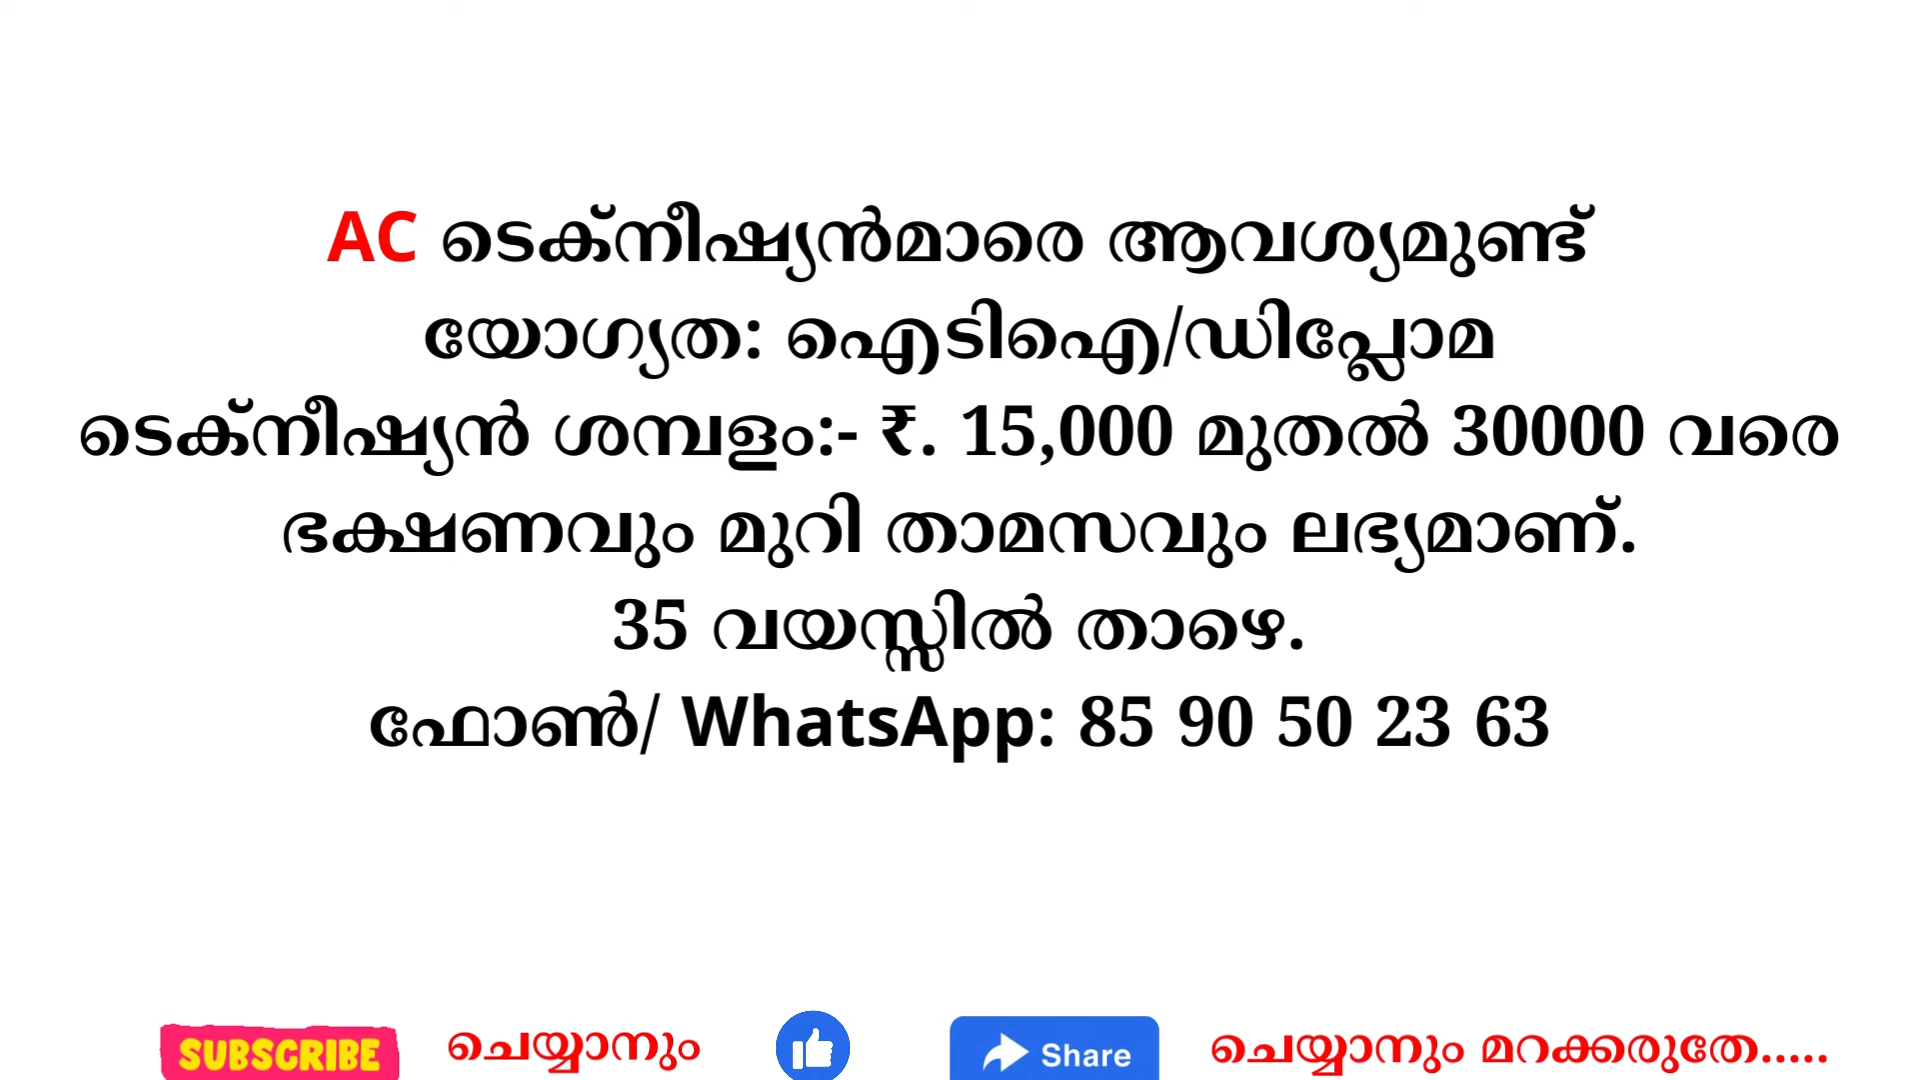 AC ടെക്നീഷ്യൻമാരെ ആവശ്യമുണ്ട്
യോഗ്യത: ഐടിഐ/ഡിപ്ലോമ
ടെക്നീഷ്യൻ ശമ്പളം:- ₹. 15,000 മുതൽ 30000 വരെ
ഭക്ഷണവും മുറി താമസവും ലഭ്യമാണ്.
35 വയസ്സിൽ താഴെ.
ഫോൺ/ WhatsApp: 85 90 50 23 63
SUBSCRIBE ചെയ്യാനും Share ചെയ്യാനും മറക്കരുതേ.....